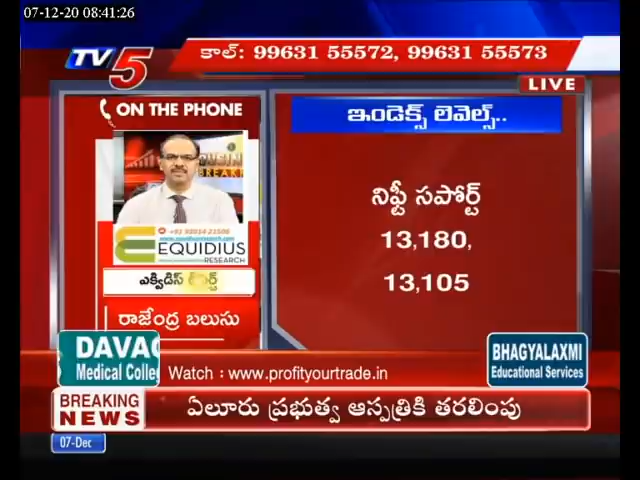 07-12-20 08:41:26
TV5
కాల్: 99631 55572, 99631 55573
LIVE
ON THE PHONE
ఇండెక్స్ లెవెల్స్..
నిఫ్టీ సపోర్ట్
13,180,
13,105
EQUIDIUS
RESEARCH
ఎక్విడిస్
రాజేంద్ర బలుసు
Medical
BHAGYALAXMI
Educational Services
Watch : www.profityourtrade.in
BREAKING
NEWS
ఏలూరు ప్రభుత్వ ఆస్పత్రికి తరలింపు
07-Dec